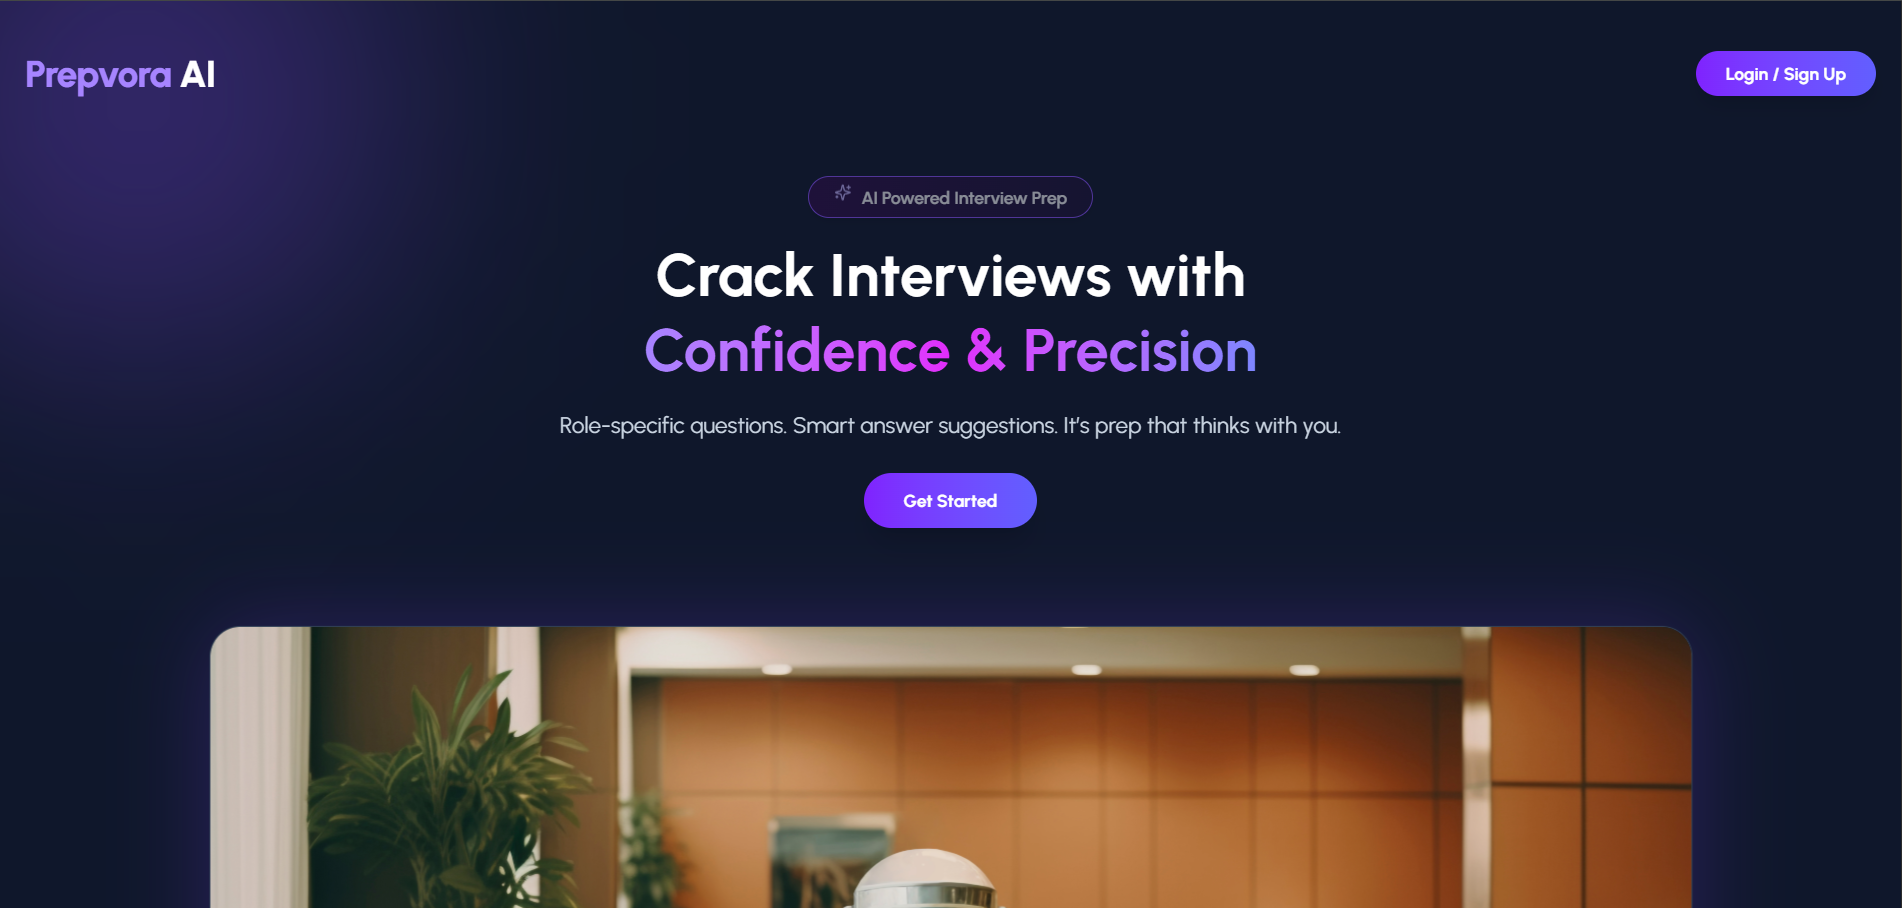 Prepvora AI
Login / Sign Up
AI Powered Interview Prep
Crack Interviews with
Confidence & Precision
Role-specific questions. Smart answer suggestions. It’s prep that thinks with you.
Get Started